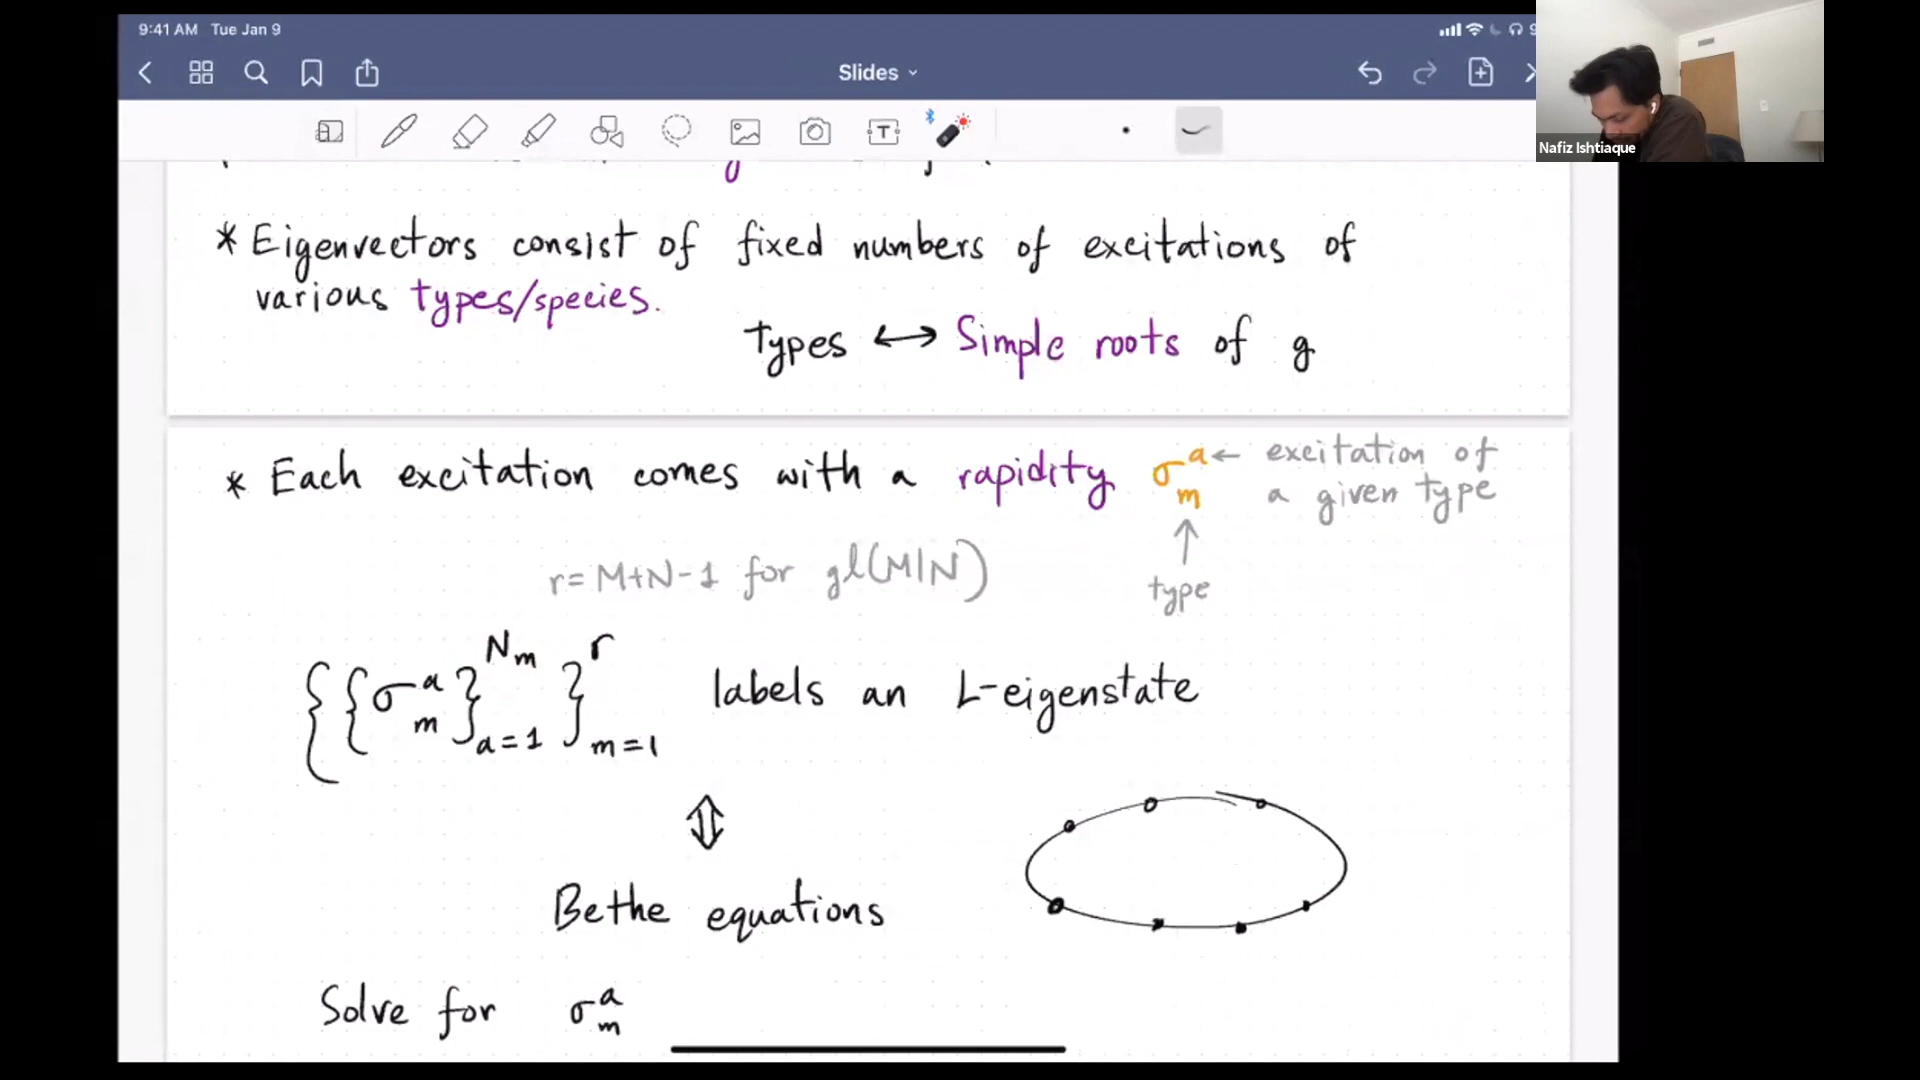 9:41 AM Tue Jan 9
Slides
Nafiz Ishtiaque
* Eigenvectors consist of fixed numbers of excitations of
various types/species.
Types ↔ Simple roots of g
* Each excitation comes with a rapidity σ^a_m ← excitation of
a given type
↑
type
r = M+N-1 for gl(M|N)
{{σ^a_m}^{N_m}_{a=1}}^r_{m=1} labels an L-eigenstate
⇕
Bethe equations
Solve for σ^a_m